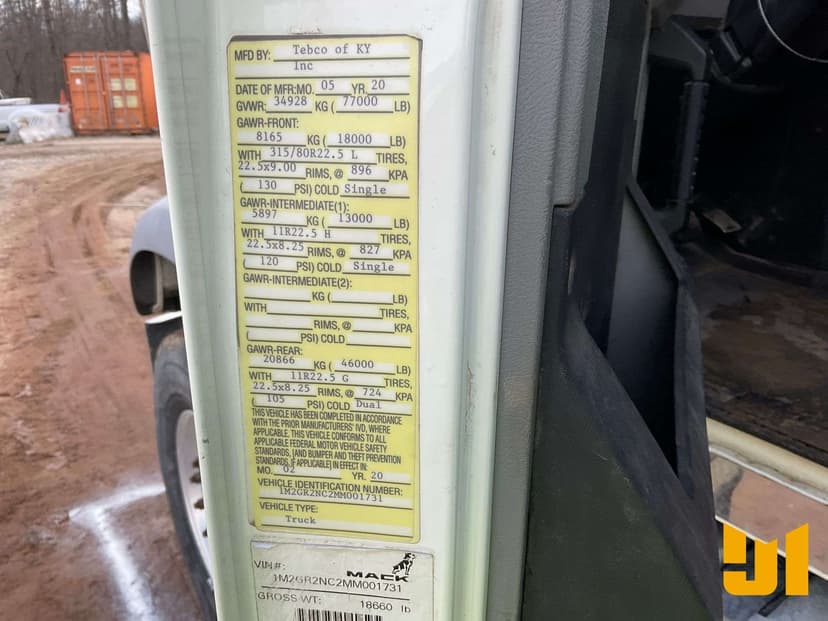 MFD BY: Tebco of KY
Inc
DATE OF MFR:MO. 05 YR. 20
GVWR: 34928 KG ( 77000 LB)
GAWR-FRONT:
8165 KG ( 18000 LB)
WITH 315/80R22.5 L TIRES,
22.5x9.00 RIMS, @ 896 KPA
( 130 PSI) COLD Single
GAWR-INTERMEDIATE(1):
5897 KG ( 13000 LB)
WITH 11R22.5 H TIRES,
22.5x8.25 RIMS, @ 827 KPA
( 120 PSI) COLD Single
GAWR-INTERMEDIATE(2):
KG ( LB)
WITH TIRES,
RIMS, @ KPA
( PSI) COLD
GAWR-REAR:
20866 KG ( 46000 LB)
WITH 11R22.5 G TIRES,
22.5x8.25 RIMS, @ 724 KPA
( 105 PSI) COLD Dual
THIS VEHICLE HAS BEEN COMPLETED IN ACCORDANCE
WITH THE PRIOR MANUFACTURERS' IVD, WHERE
APPLICABLE. THIS VEHICLE CONFORMS TO ALL
APPLICABLE FEDERAL MOTOR VEHICLE SAFETY
STANDARDS, (AND BUMPER AND THEFT PREVENTION
STANDARDS, IF APPLICABLE) IN EFFECT IN:
MO. 02 YR. 20
VEHICLE IDENTIFICATION NUMBER:
1M2GR2NC2MM001731
VEHICLE TYPE:
Truck
VIN#: MACK
1M2GR2NC2MM001731
GROSS WT: 18660 lb